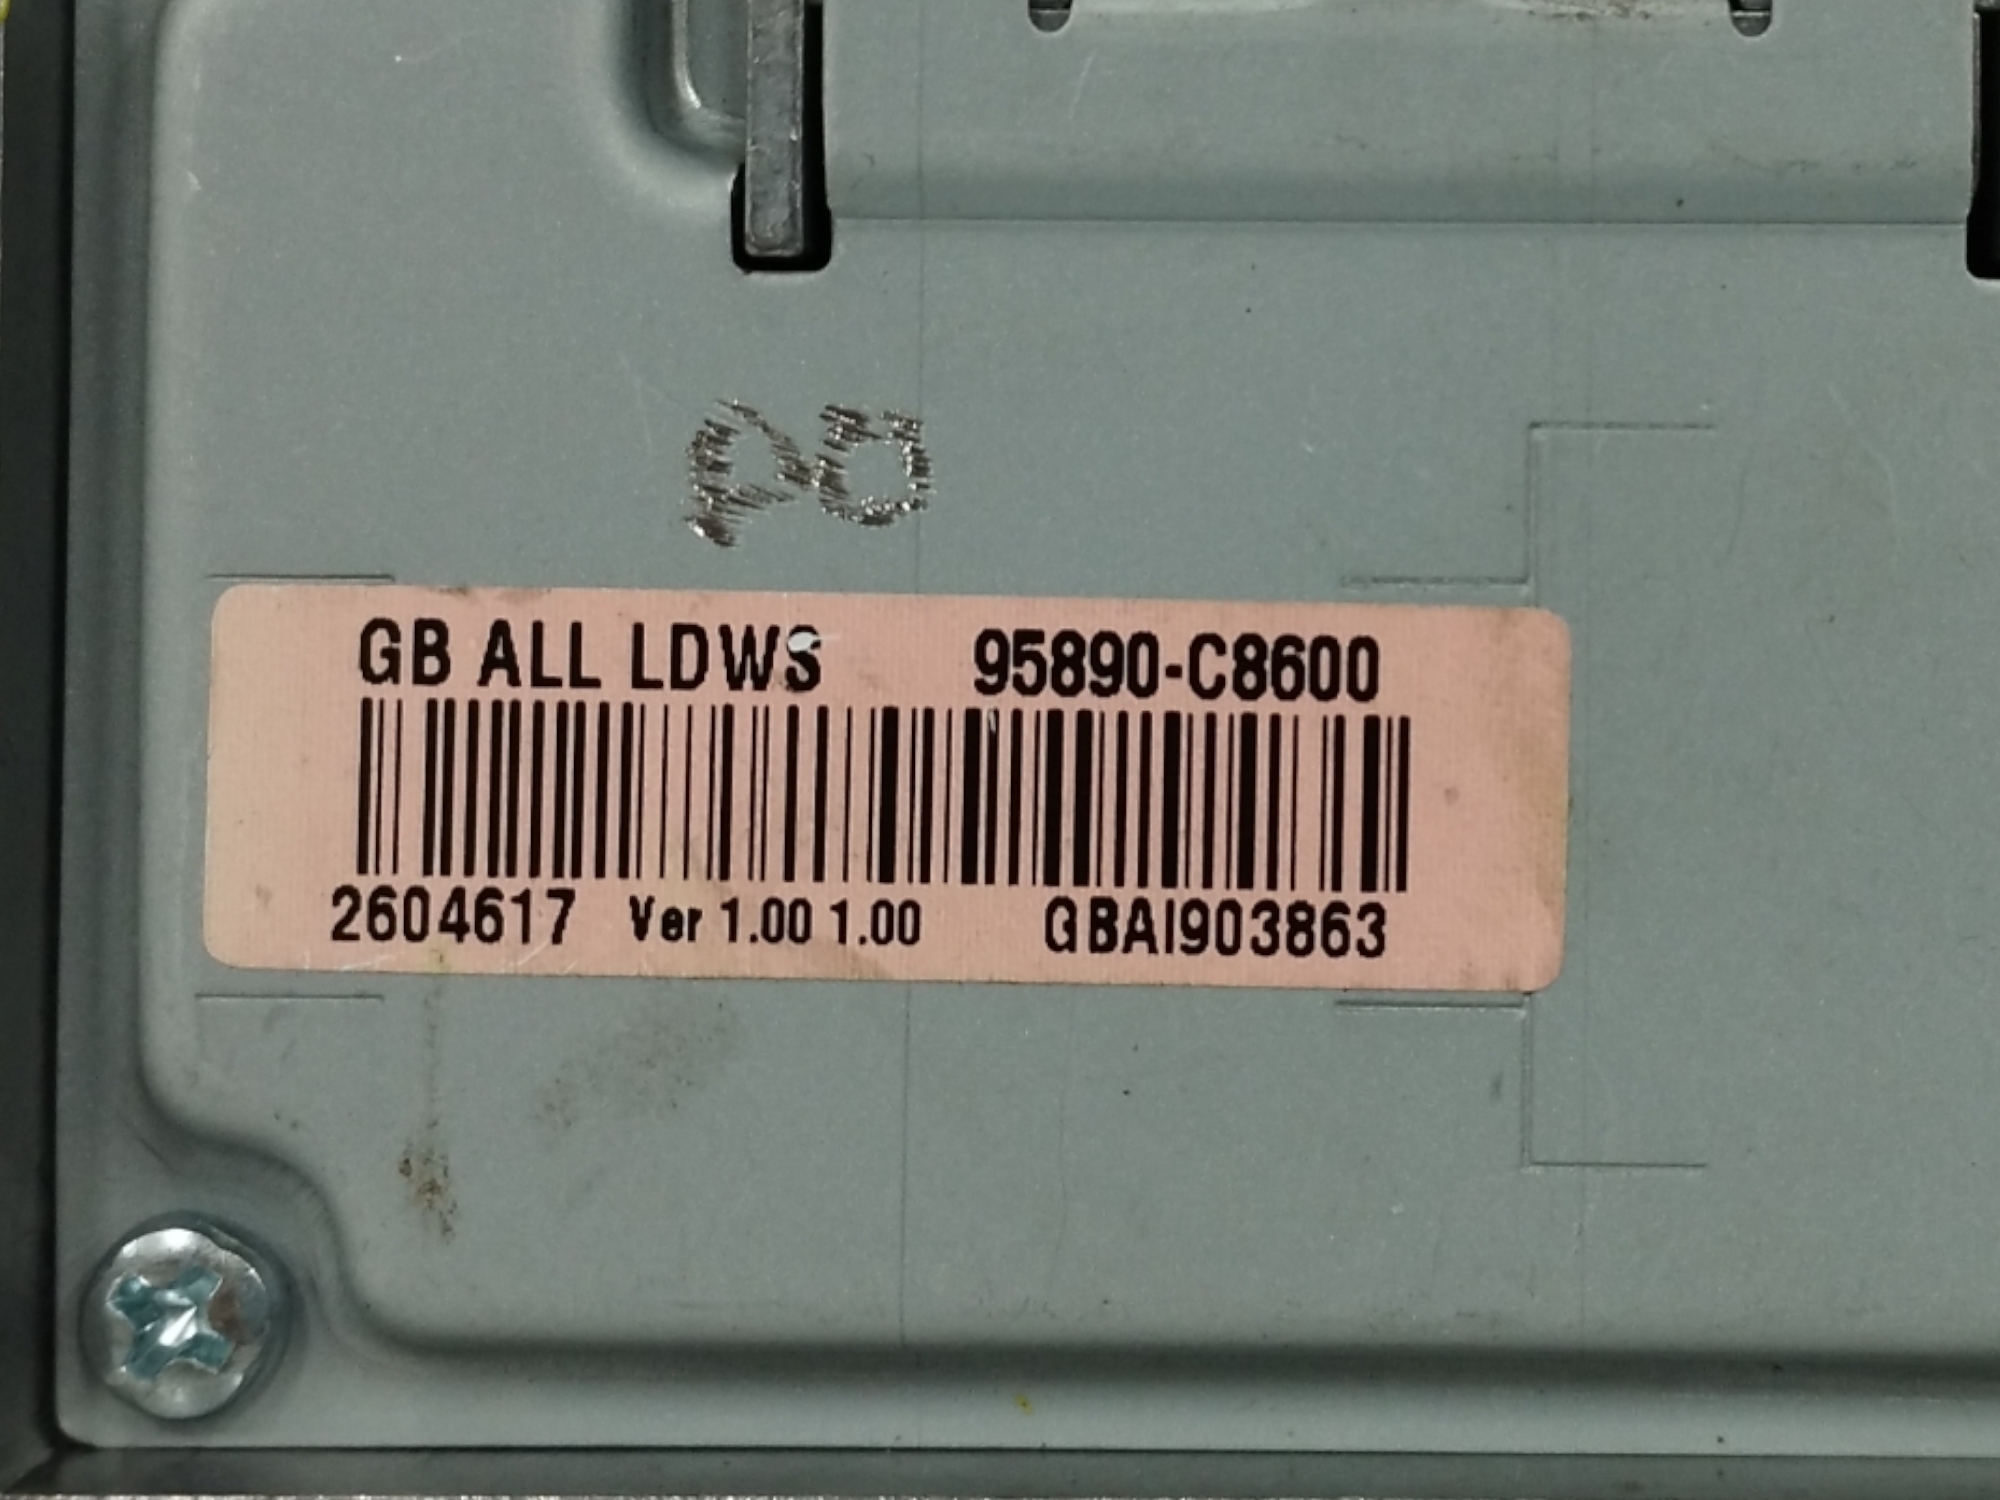 GB ALL LDWS 95890-C8600
2604617 Ver 1.00 1.00 GBAI903863